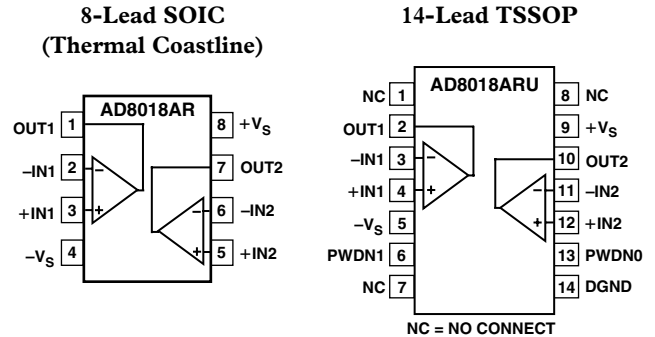 8-Lead SOIC
(Thermal Coastline)
AD8018AR
OUT1 1
–IN1 2
+IN1 3
–VS 4
8 +VS
7 OUT2
6 –IN2
5 +IN2
– +
– +
14-Lead TSSOP
AD8018ARU
NC 1
OUT1 2
–IN1 3
+IN1 4
–VS 5
PWDN1 6
NC 7
8 NC
9 +VS
10 OUT2
11 –IN2
12 +IN2
13 PWDN0
14 DGND
– +
– +
NC = NO CONNECT